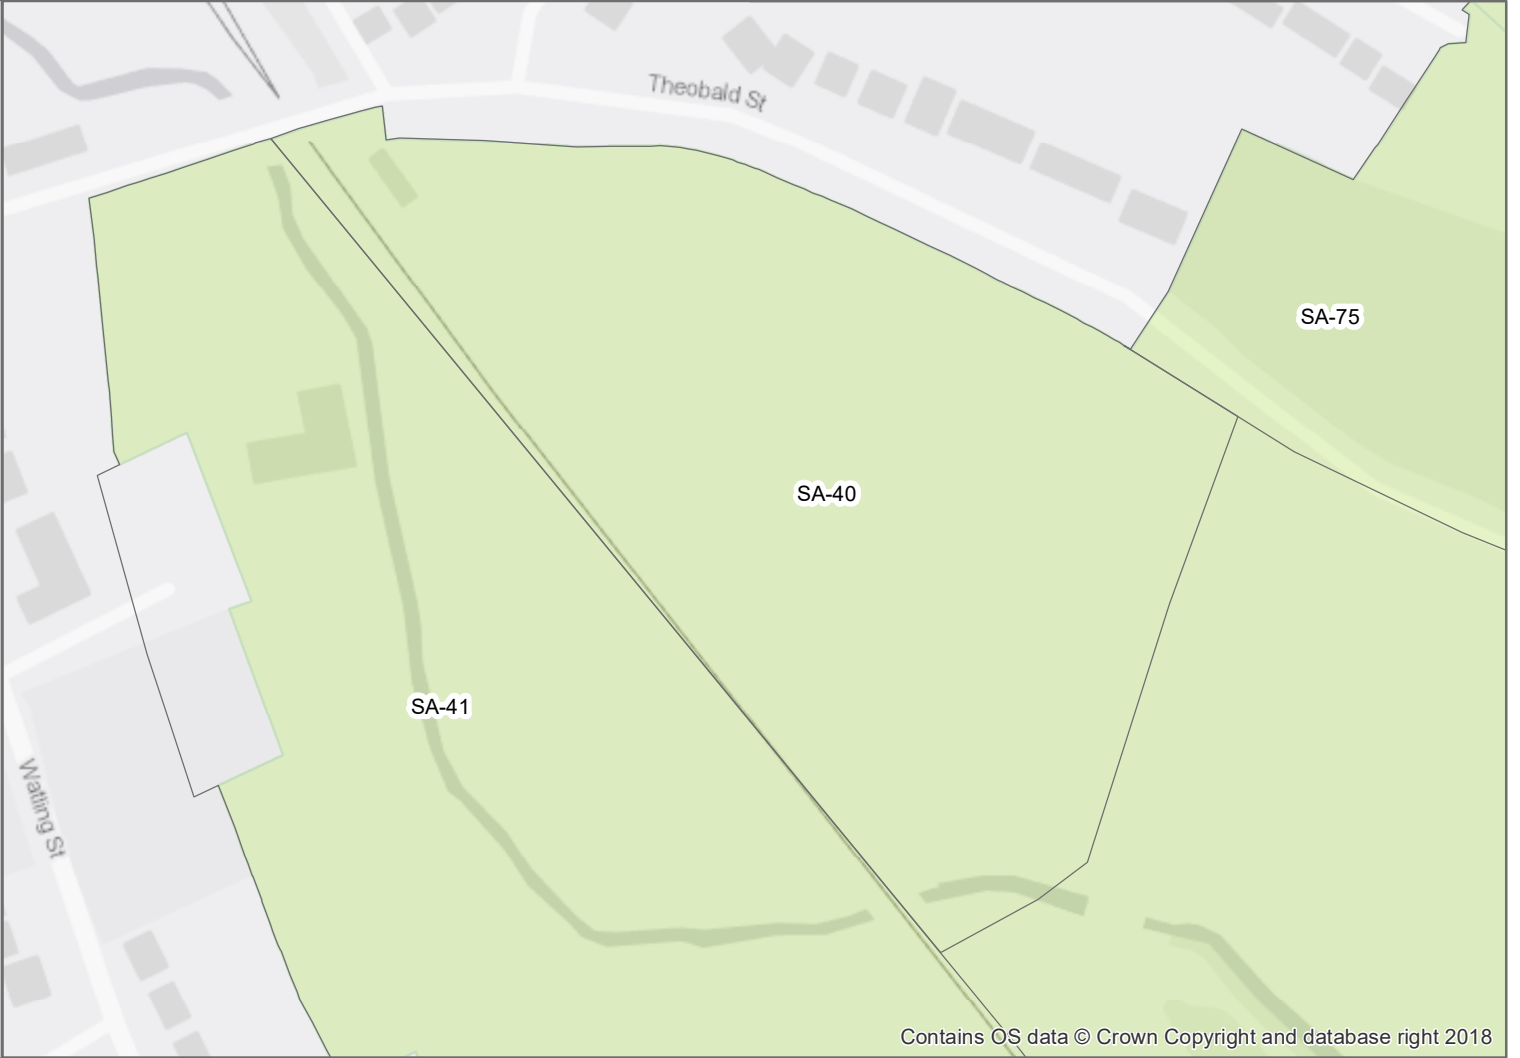 Theobald St
SA-75
SA-40
SA-41
Watling St
Contains OS data © Crown Copyright and database right 2018